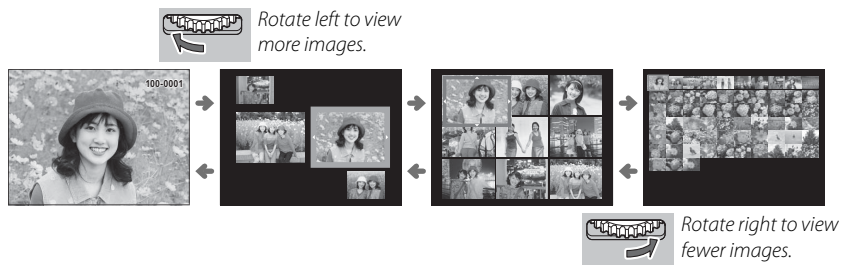 Rotate left to view
more images.
100-0001
Rotate right to view
fewer images.